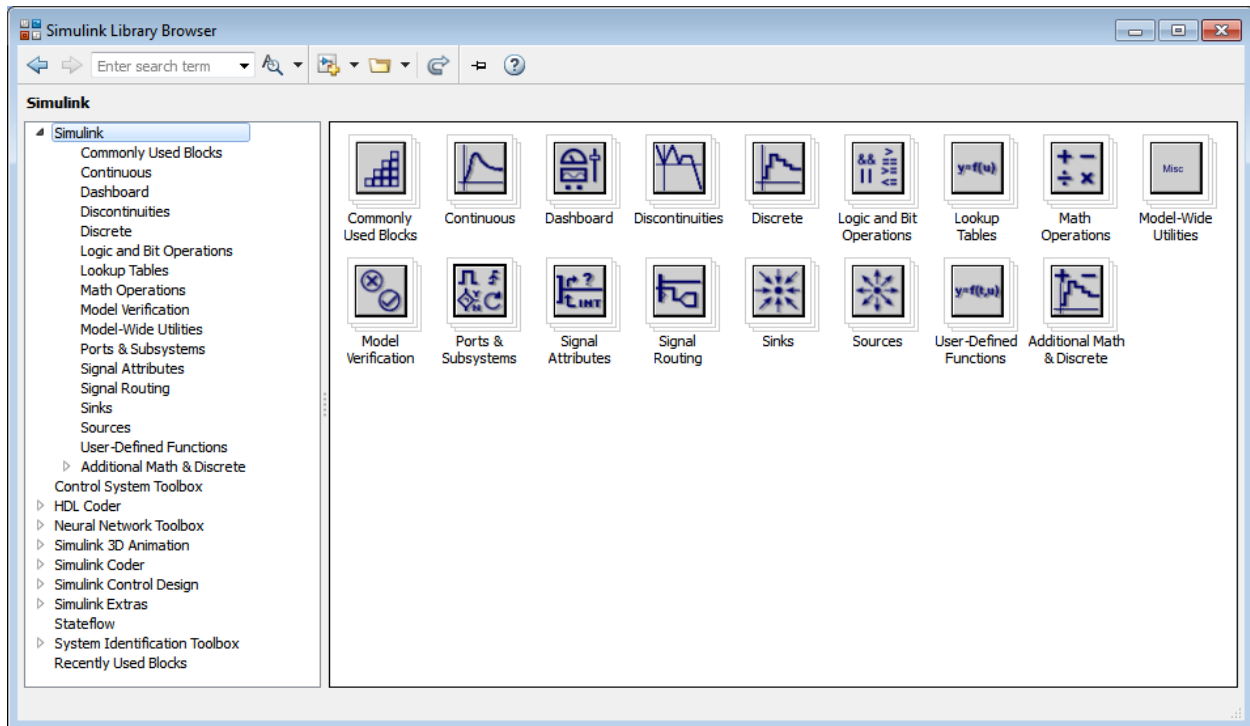 Simulink Library Browser
Enter search term
Simulink
Simulink
Commonly Used Blocks
Continuous
Dashboard
Discontinuities
Discrete
Logic and Bit Operations
Lookup Tables
Math Operations
Model Verification
Model-Wide Utilities
Ports & Subsystems
Signal Attributes
Signal Routing
Sinks
Sources
User-Defined Functions
Additional Math & Discrete
Control System Toolbox
HDL Coder
Neural Network Toolbox
Simulink 3D Animation
Simulink Coder
Simulink Control Design
Simulink Extras
Stateflow
System Identification Toolbox
Recently Used Blocks
&& > ==
|| >= <=
y=f(u)
+ −
÷ ×
Misc
Commonly Used Blocks
Continuous
Dashboard
Discontinuities
Discrete
Logic and Bit Operations
Lookup Tables
Math Operations
Model-Wide Utilities
Y
N
?
INT
y=f(t,u)
+ −
Model Verification
Ports & Subsystems
Signal Attributes
Signal Routing
Sinks
Sources
User-Defined Functions
Additional Math & Discrete